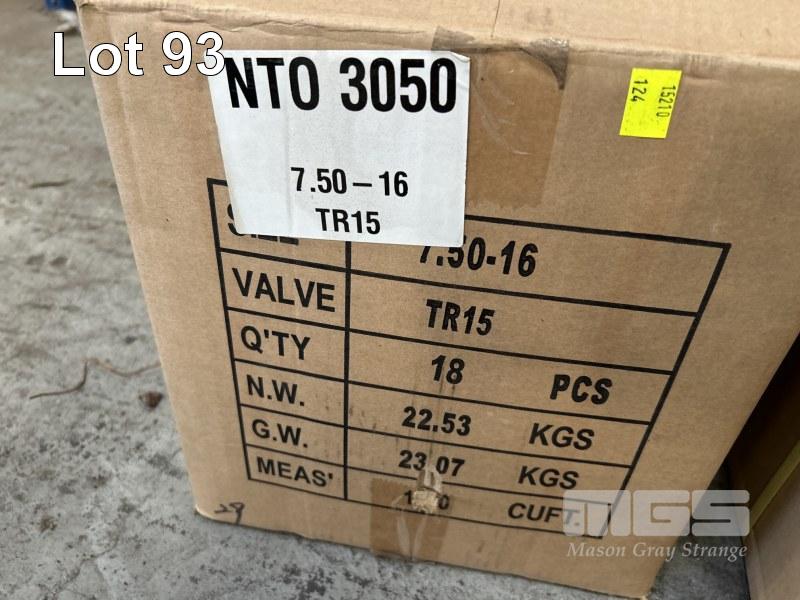 Lot 93
NTO 3050
7.50 – 16
TR15
15210
124
SIZE 7.50-16
VALVE TR15
Q'TY 18 PCS
N.W. 22.53 KGS
G.W. 23.07 KGS
MEAS' CUFT.
MGS
Mason Gray Strange